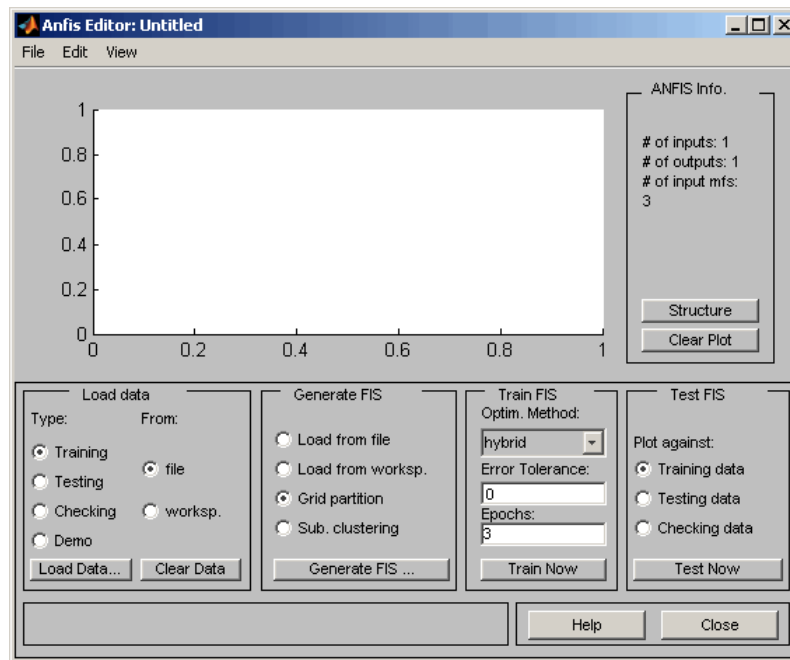 Anfis Editor: Untitled
File Edit View
ANFIS Info.
# of inputs: 1
# of outputs: 1
# of input mfs:
3
1
0.8
0.6
0.4
0.2
0
0 0.2 0.4 0.6 0.8 1
Structure
Clear Plot
Load data
Type: From:
Training
file
Testing
Checking
worksp.
Demo
Load Data... Clear Data
Generate FIS
Load from file
Load from worksp.
Grid partition
Sub. clustering
Generate FIS ...
Train FIS
Optim. Method:
hybrid
Error Tolerance:
0
Epochs:
3
Train Now
Test FIS
Plot against:
Training data
Testing data
Checking data
Test Now
Help Close